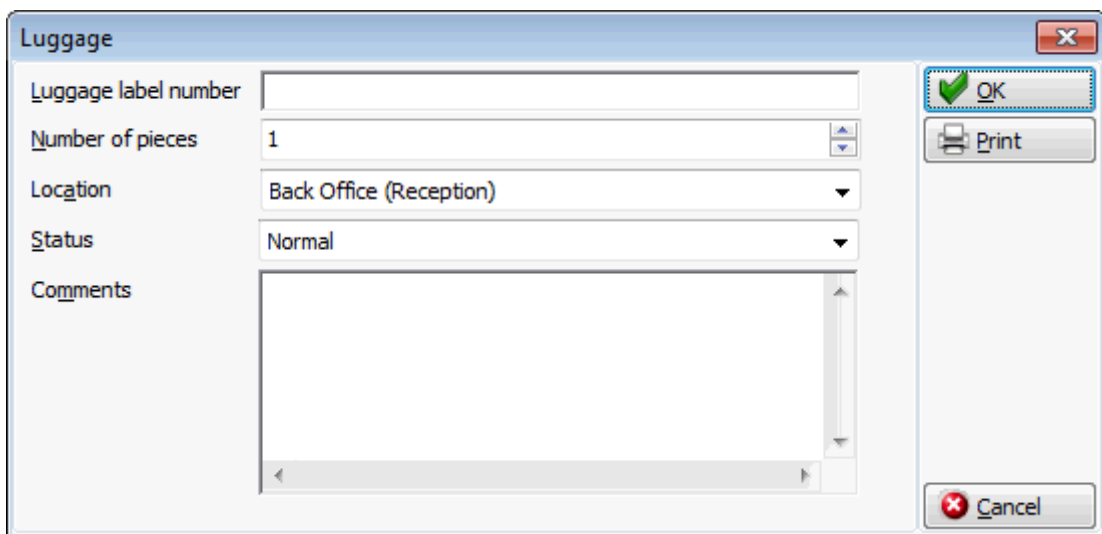 Luggage
Luggage label number
OK
Number of pieces 1
Print
Location Back Office (Reception)
Status Normal
Comments
Cancel